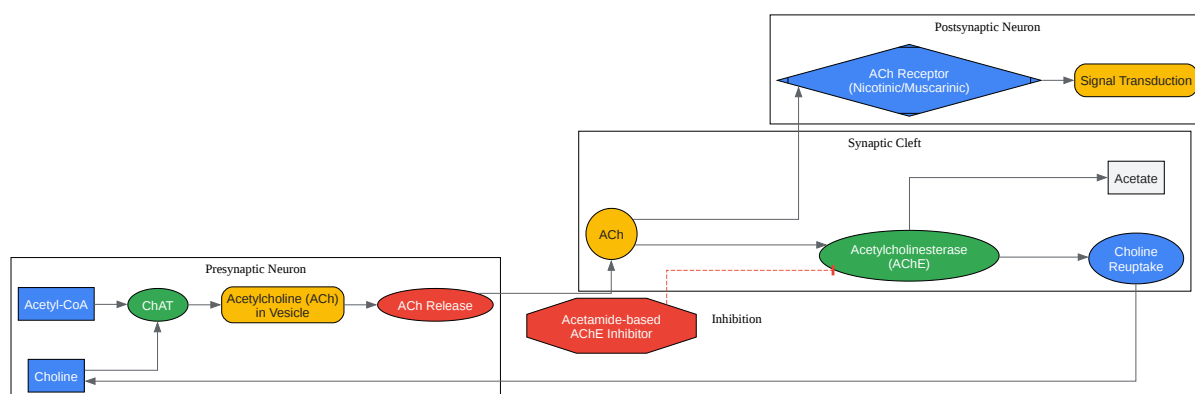 Postsynaptic Neuron
ACh Receptor
(Nicotinic/Muscarinic)
Signal Transduction
Synaptic Cleft
Acetate
ACh
Acetylcholinesterase
(AChE)
Choline
Reuptake
Presynaptic Neuron
Acetyl-CoA
ChAT
Acetylcholine (ACh)
in Vesicle
ACh Release
Acetamide-based
AChE Inhibitor
Inhibition
Choline